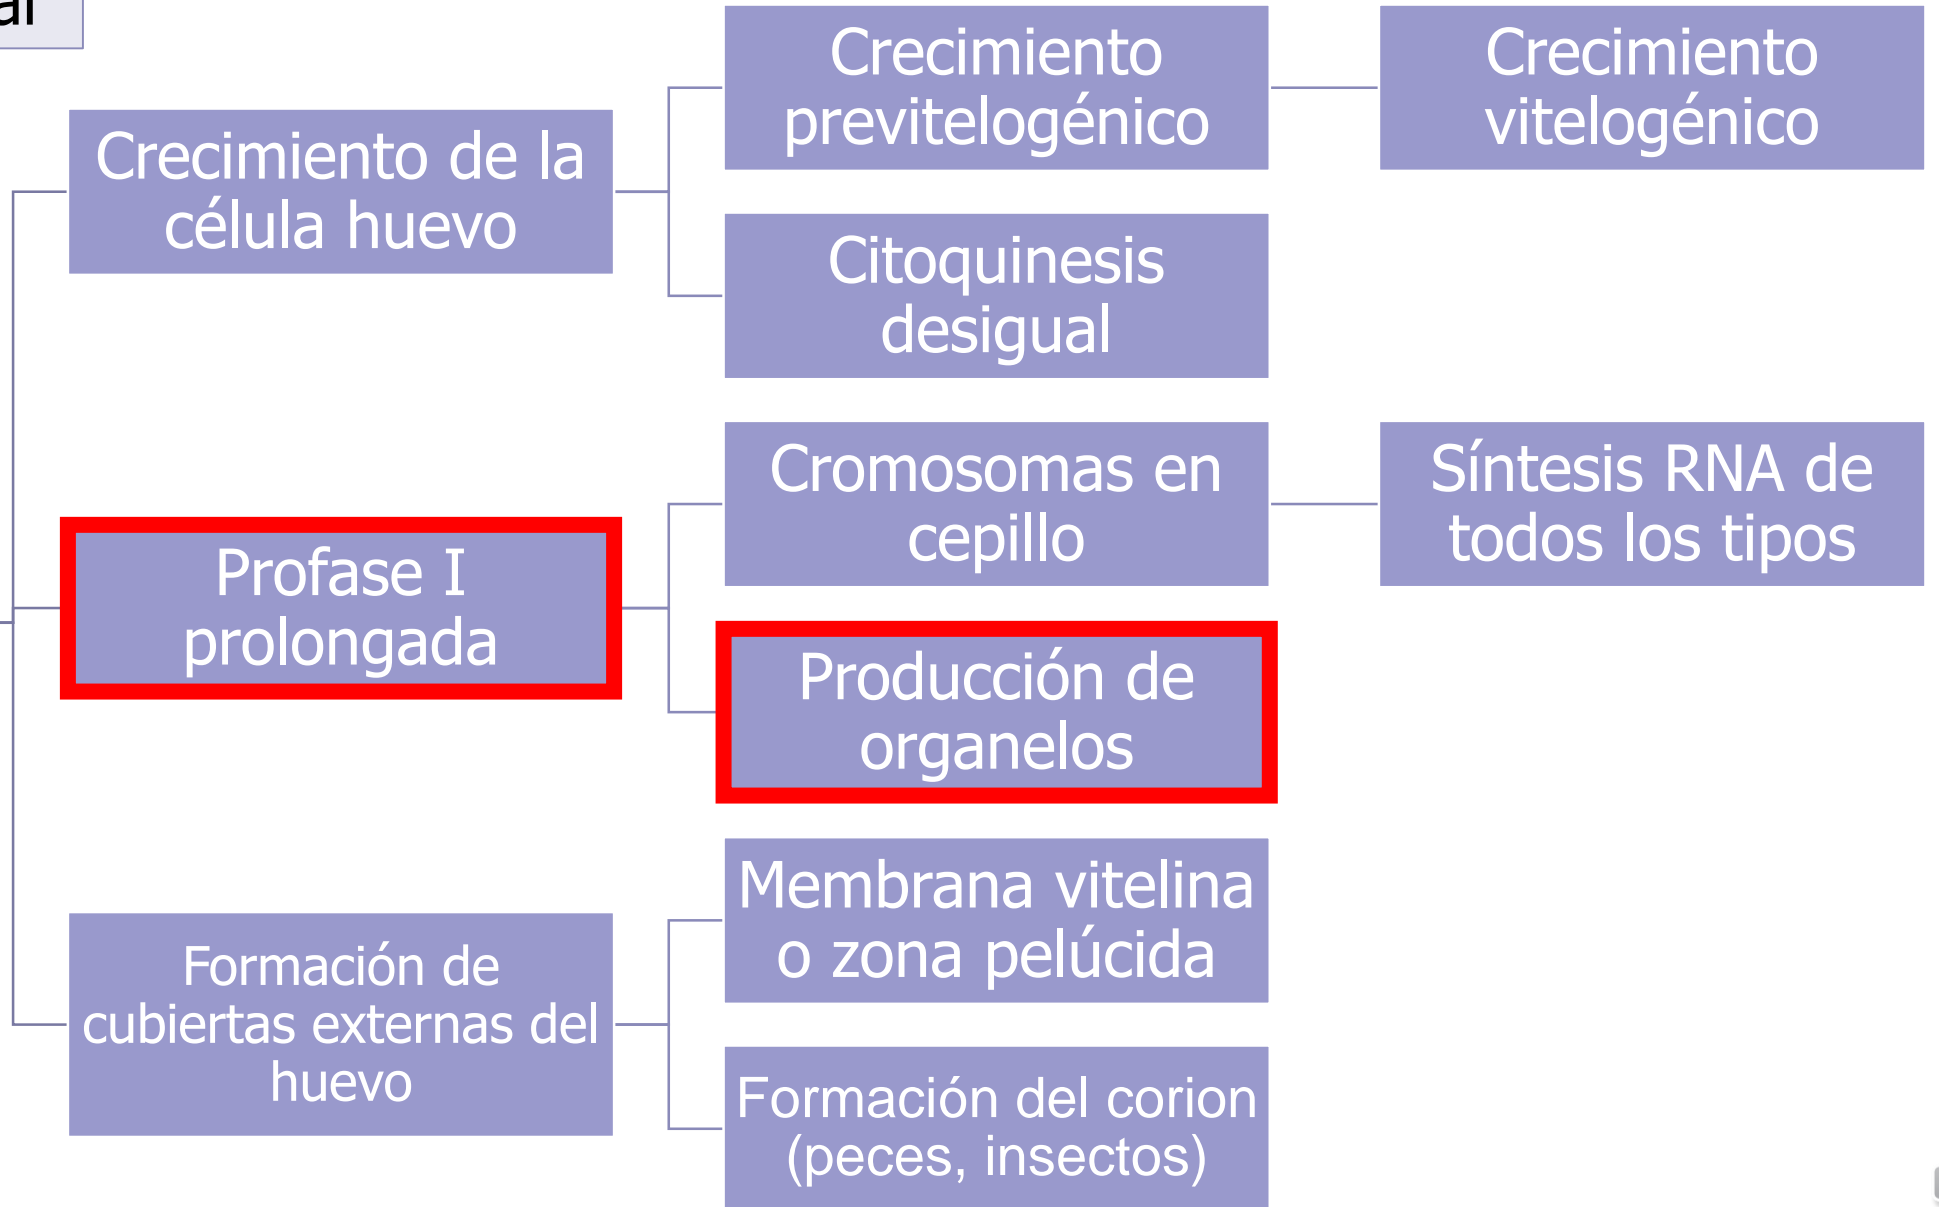 Crecimiento de la
célula huevo
Crecimiento
previtelogénico
Crecimiento
vitelogénico
Citoquinesis
desigual
Profase I
prolongada
Cromosomas en
cepillo
Síntesis RNA de
todos los tipos
Producción de
organelos
Formación de
cubiertas externas del
huevo
Membrana vitelina
o zona pelúcida
Formación del corion
(peces, insectos)